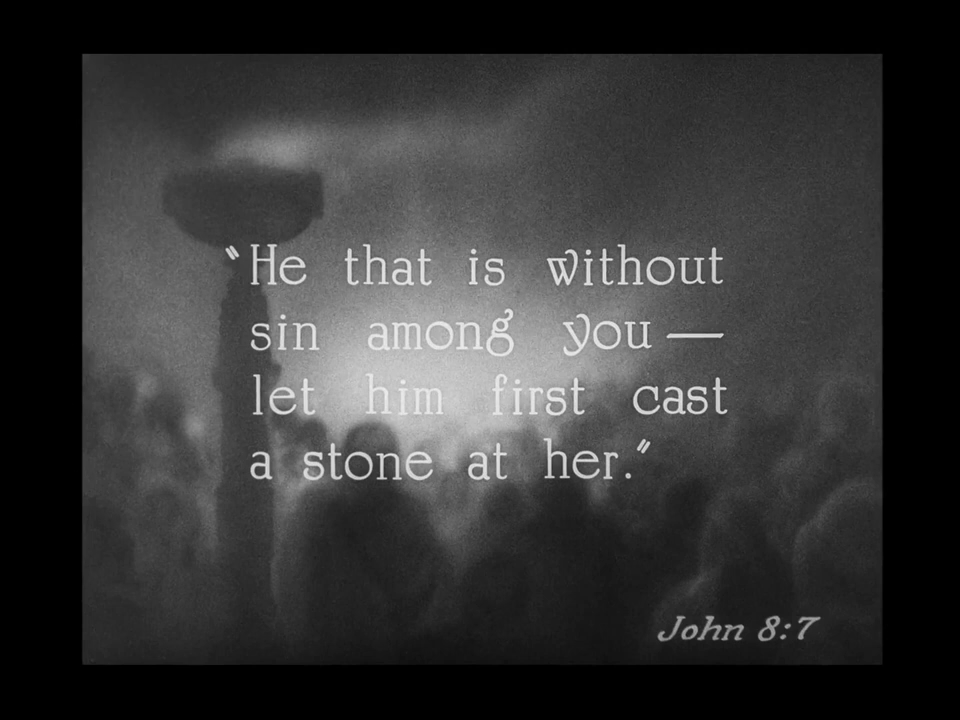 "He that is without
sin among you —
let him first cast
a stone at her."
John 8:7